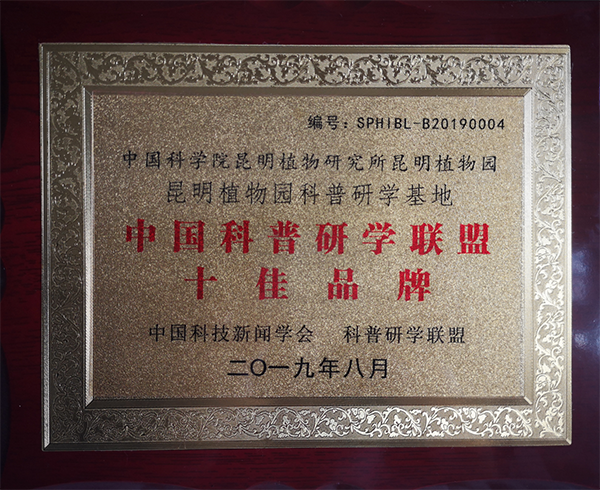 编号：SPHIBL-B20190004
中国科学院昆明植物研究所昆明植物园
昆明植物园科普研学基地
中国科普研学联盟
十佳品牌
中国科技新闻学会 科普研学联盟
二〇一九年八月